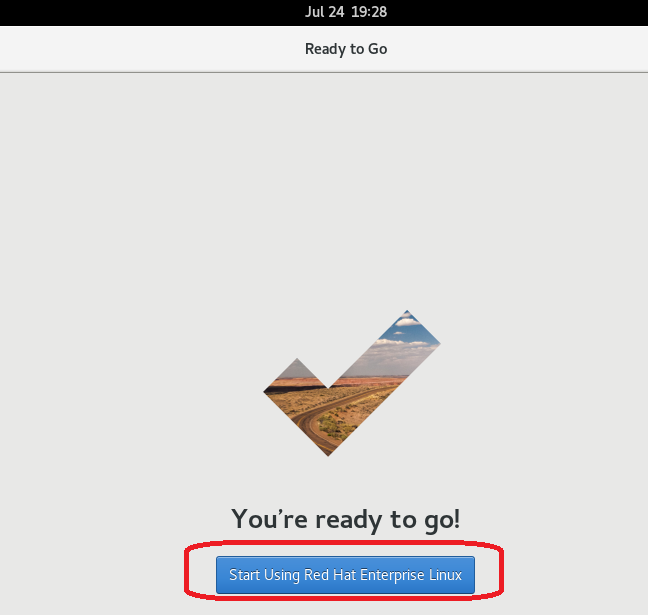 Jul 24 19:28
Ready to Go
You're ready to go!
Start Using Red Hat Enterprise Linux